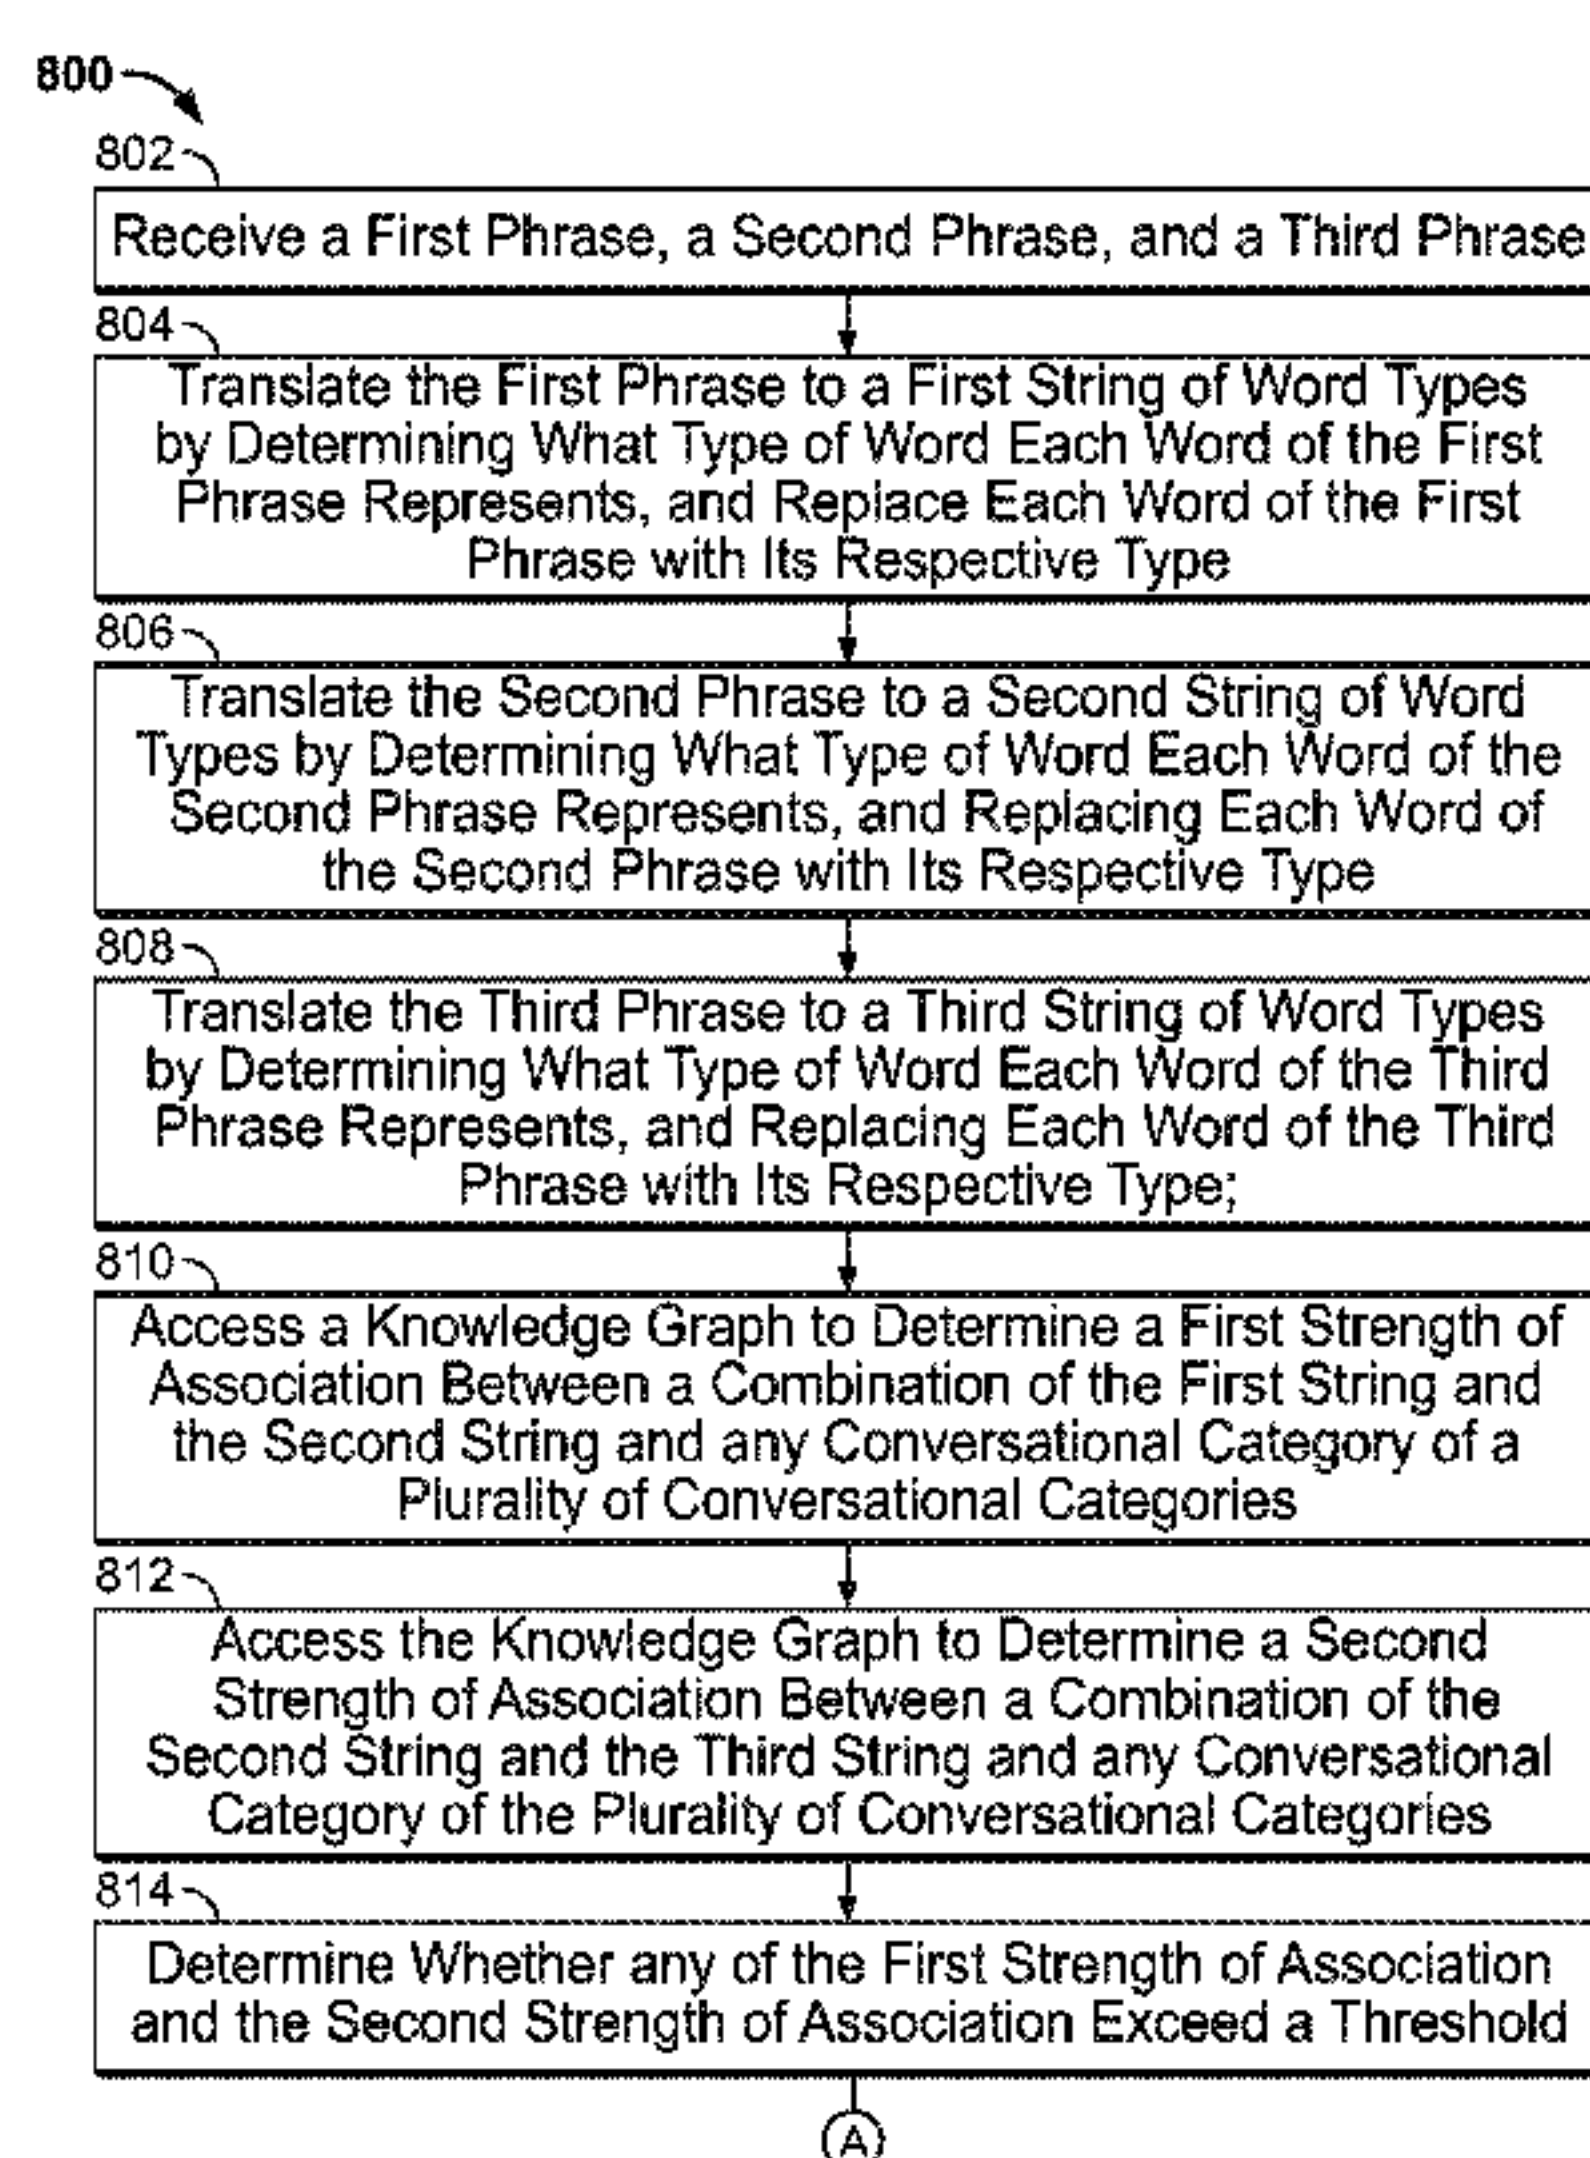 800
802
Receive a First Phrase, a Second Phrase, and a Third Phrase
804
Translate the First Phrase to a First String of Word Types
by Determining What Type of Word Each Word of the First
Phrase Represents, and Replace Each Word of the First
Phrase with Its Respective Type
806
Translate the Second Phrase to a Second String of Word
Types by Determining What Type of Word Each Word of the
Second Phrase Represents, and Replacing Each Word of
the Second Phrase with Its Respective Type
808
Translate the Third Phrase to a Third String of Word Types
by Determining What Type of Word Each Word of the Third
Phrase Represents, and Replacing Each Word of the Third
Phrase with Its Respective Type;
810
Access a Knowledge Graph to Determine a First Strength of
Association Between a Combination of the First String and
the Second String and any Conversational Category of a
Plurality of Conversational Categories
812
Access the Knowledge Graph to Determine a Second
Strength of Association Between a Combination of the
Second String and the Third String and any Conversational
Category of the Plurality of Conversational Categories
814
Determine Whether any of the First Strength of Association
and the Second Strength of Association Exceed a Threshold
A